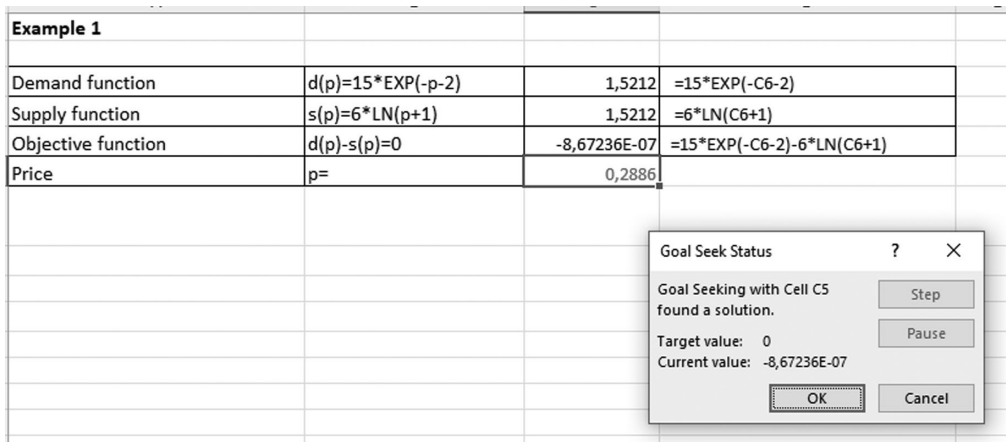 Example 1
Demand function d(p)=15*EXP(-p-2) 1,5212 =15*EXP(-C6-2)
Supply function s(p)=6*LN(p+1) 1,5212 =6*LN(C6+1)
Objective function d(p)-s(p)=0 -8,67236E-07 =15*EXP(-C6-2)-6*LN(C6+1)
Price p= 0,2886
Goal Seek Status ? X
Goal Seeking with Cell C5 Step
found a solution.
Pause
Target value: 0
Current value: -8,67236E-07
OK Cancel